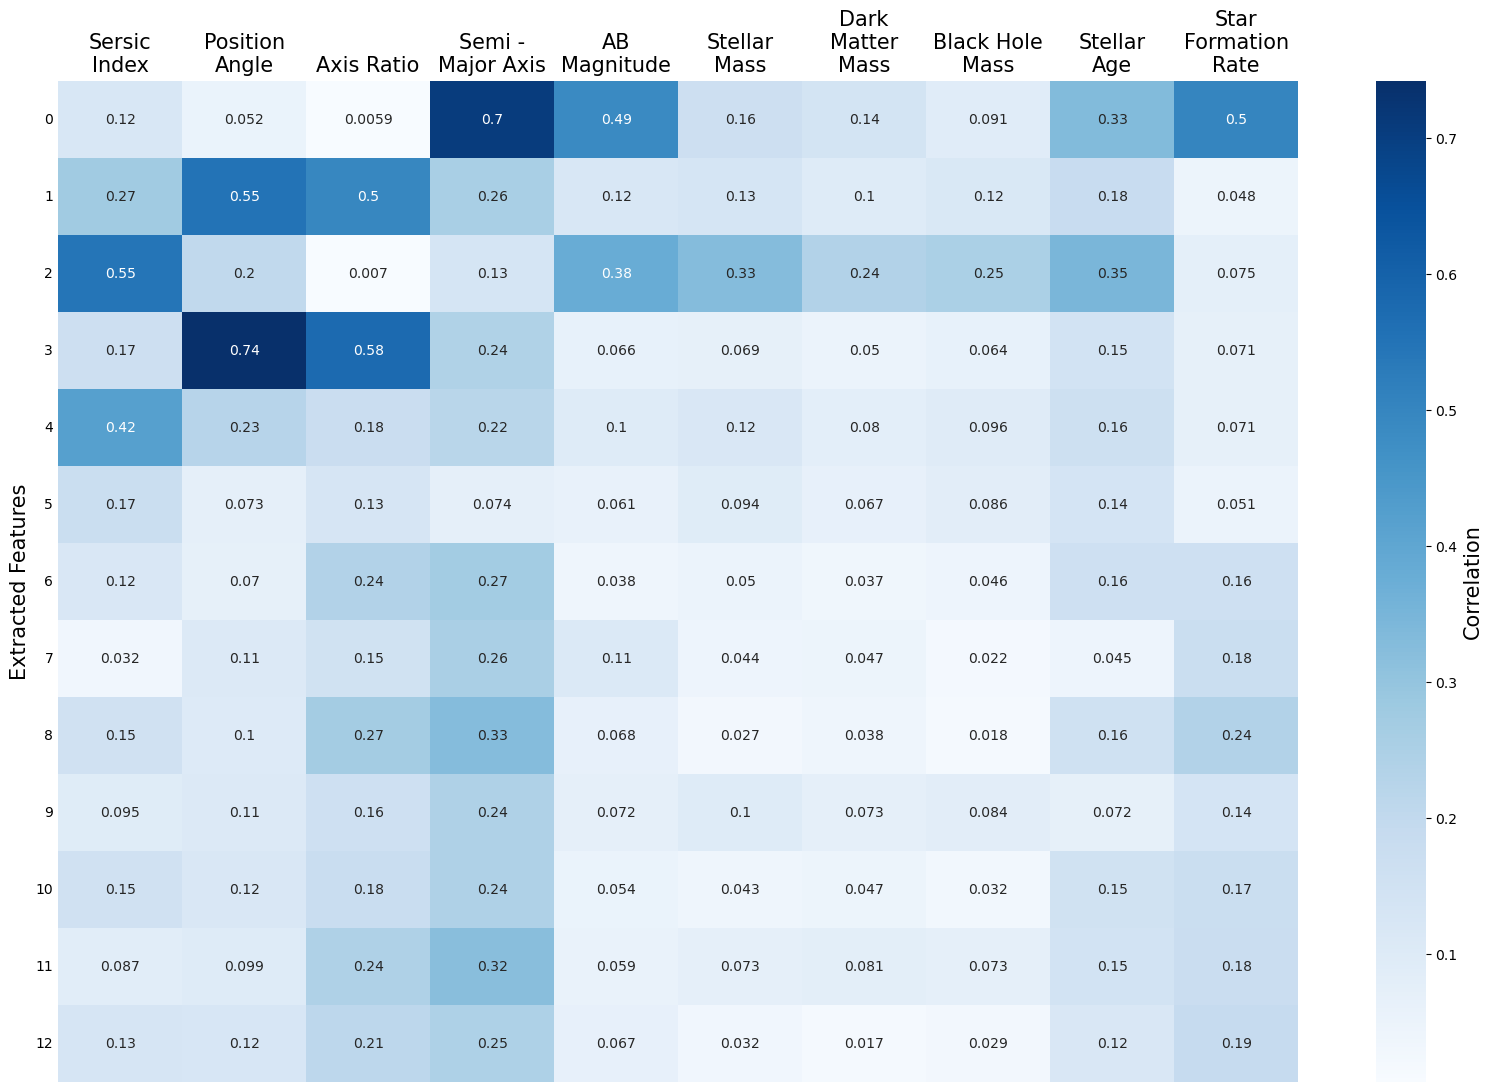 Sersic Index
Position Angle
Axis Ratio
Semi - Major Axis
AB Magnitude
Stellar Mass
Dark Matter Mass
Black Hole Mass
Stellar Age
Star Formation Rate
Extracted Features
0 0.12 0.052 0.0059 0.7 0.49 0.16 0.14 0.091 0.33 0.5
1 0.27 0.55 0.5 0.26 0.12 0.13 0.1 0.12 0.18 0.048
2 0.55 0.2 0.007 0.13 0.38 0.33 0.24 0.25 0.35 0.075
3 0.17 0.74 0.58 0.24 0.066 0.069 0.05 0.064 0.15 0.071
4 0.42 0.23 0.18 0.22 0.1 0.12 0.08 0.096 0.16 0.071
5 0.17 0.073 0.13 0.074 0.061 0.094 0.067 0.086 0.14 0.051
6 0.12 0.07 0.24 0.27 0.038 0.05 0.037 0.046 0.16 0.16
7 0.032 0.11 0.15 0.26 0.11 0.044 0.047 0.022 0.045 0.18
8 0.15 0.1 0.27 0.33 0.068 0.027 0.038 0.018 0.16 0.24
9 0.095 0.11 0.16 0.24 0.072 0.1 0.073 0.084 0.072 0.14
10 0.15 0.12 0.18 0.24 0.054 0.043 0.047 0.032 0.15 0.17
11 0.087 0.099 0.24 0.32 0.059 0.073 0.081 0.073 0.15 0.18
12 0.13 0.12 0.21 0.25 0.067 0.032 0.017 0.029 0.12 0.19
0.7
0.6
0.5
0.4
0.3
0.2
0.1
Correlation